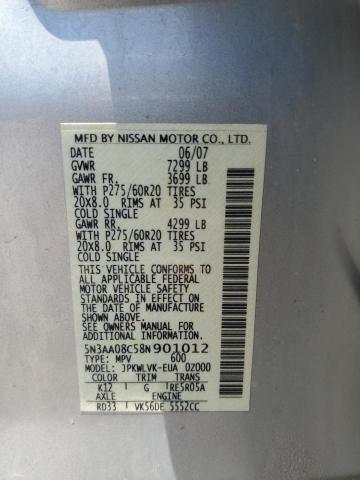 MFD BY NISSAN MOTOR CO., LTD.
DATE 06/07
GVWR 7299 LB
GAWR FR. 3699 LB
WITH P275/60R20 TIRES
20X8.0 RIMS AT 35 PSI
COLD SINGLE
GAWR RR. 4299 LB
WITH P275/60R20 TIRES
20X8.0 RIMS AT 35 PSI
COLD SINGLE
THIS VEHICLE CONFORMS TO
ALL APPLICABLE FEDERAL
MOTOR VEHICLE SAFETY
STANDARDS IN EFFECT ON THE
DATE OF MANUFACTURE
SHOWN ABOVE.
SEE OWNERS MANUAL FOR
ADDITIONAL INFORMATION.
5N3AA08C58N901012
TYPE: MPV 600
MODEL: JPKWLVK-EUA 0Z000
COLOR TRIM TRANS
K12 G RE5R05A
AXLE ENGINE
RD33 VK56DE 5552CC